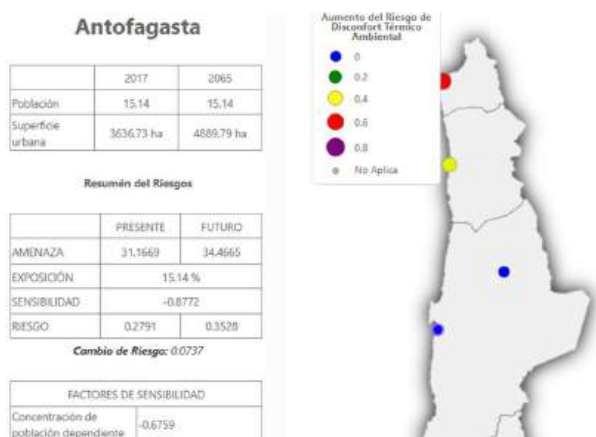 Antofagasta
2017 2065
Población 15.14 15.14
Superficie urbana 3636.73 ha 4889.79 ha
Resumén del Riesgos
PRESENTE FUTURO
AMENAZA 31.1669 34.4665
EXPOSICIÓN 15.14 %
SENSIBILIDAD -0.8772
RIESGO 0.2791 0.3528
Cambio de Riesgo: 0.0737
FACTORES DE SENSIBILIDAD
Concentración de
población dependiente -0.6759
Aumento del Riesgo de
Disconfort Térmico
Ambiental
0
0.2
0.4
0.6
0.8
No Aplica